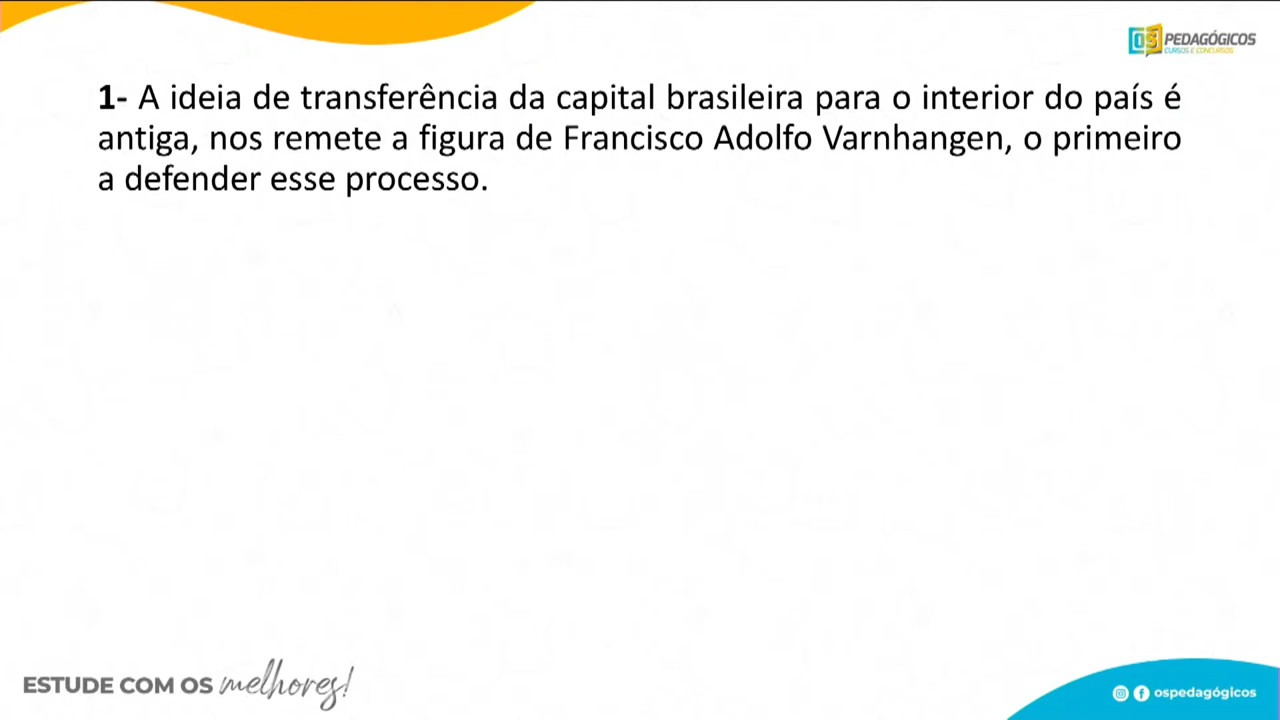 OS PEDAGÓGICOS
CURSOS E CONCURSOS
1- A ideia de transferência da capital brasileira para o interior do país é
antiga, nos remete a figura de Francisco Adolfo Varnhangen, o primeiro
a defender esse processo.
ESTUDE COM OS melhores!
ospedagógicos